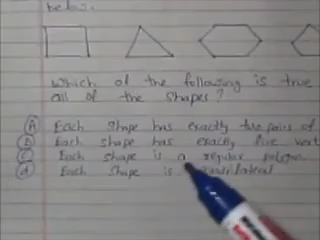 below.
Which of the following is true
all of the shapes?
(A) Each shape has exactly two pairs of
(B) Each shape has exactly five vert
(C) Each shape is a regular polygon
(d) Each shape is